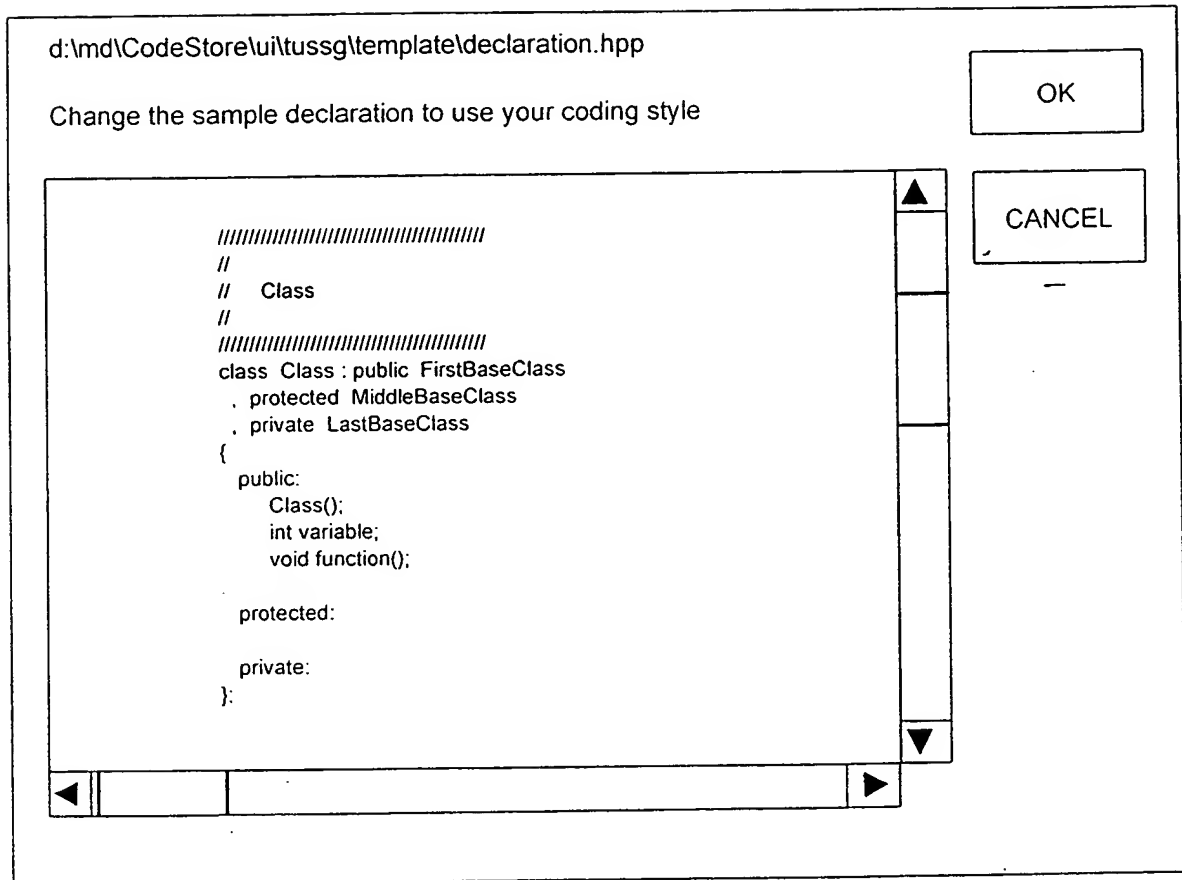 d:\md\CodeStore\ui\tussg\template\declaration.hpp
Change the sample declaration to use your coding style
OK
CANCEL
////////////////////////////////////////////
//
// Class
//
////////////////////////////////////////////
class Class : public FirstBaseClass
, protected MiddleBaseClass
, private LastBaseClass
{
public:
Class();
int variable;
void function();
protected:
private:
};